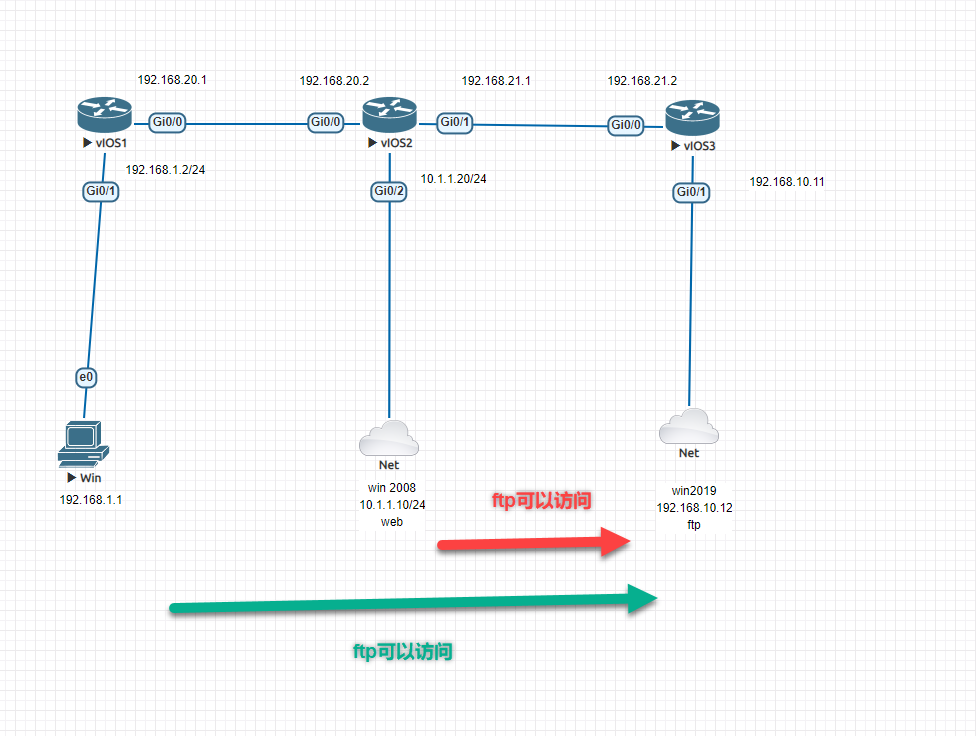 192.168.20.1
192.168.20.2
192.168.21.1
192.168.21.2
Gi0/0
Gi0/0
Gi0/1
Gi0/0
vIOS1
vIOS2
vIOS3
192.168.1.2/24
10.1.1.20/24
192.168.10.11
Gi0/1
Gi0/2
Gi0/1
e0
Win
192.168.1.1
Net
win 2008
10.1.1.10/24
web
Net
win2019
192.168.10.12
ftp
ftp可以访问
ftp可以访问